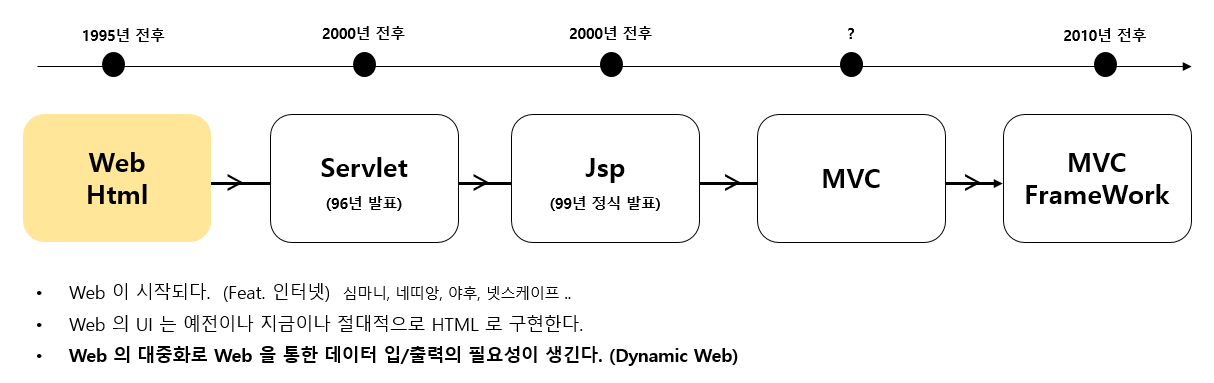 1995년 전후
2000년 전후
2000년 전후
?
2010년 전후
Web
Html
Servlet
(96년 발표)
Jsp
(99년 정식 발표)
MVC
MVC
FrameWork
• Web 이 시작되다. (Feat. 인터넷) 심마니, 네띠앙, 야후, 넷스케이프 ..
• Web 의 UI 는 예전이나 지금이나 절대적으로 HTML 로 구현한다.
• Web 의 대중화로 Web 을 통한 데이터 입/출력의 필요성이 생긴다. (Dynamic Web)